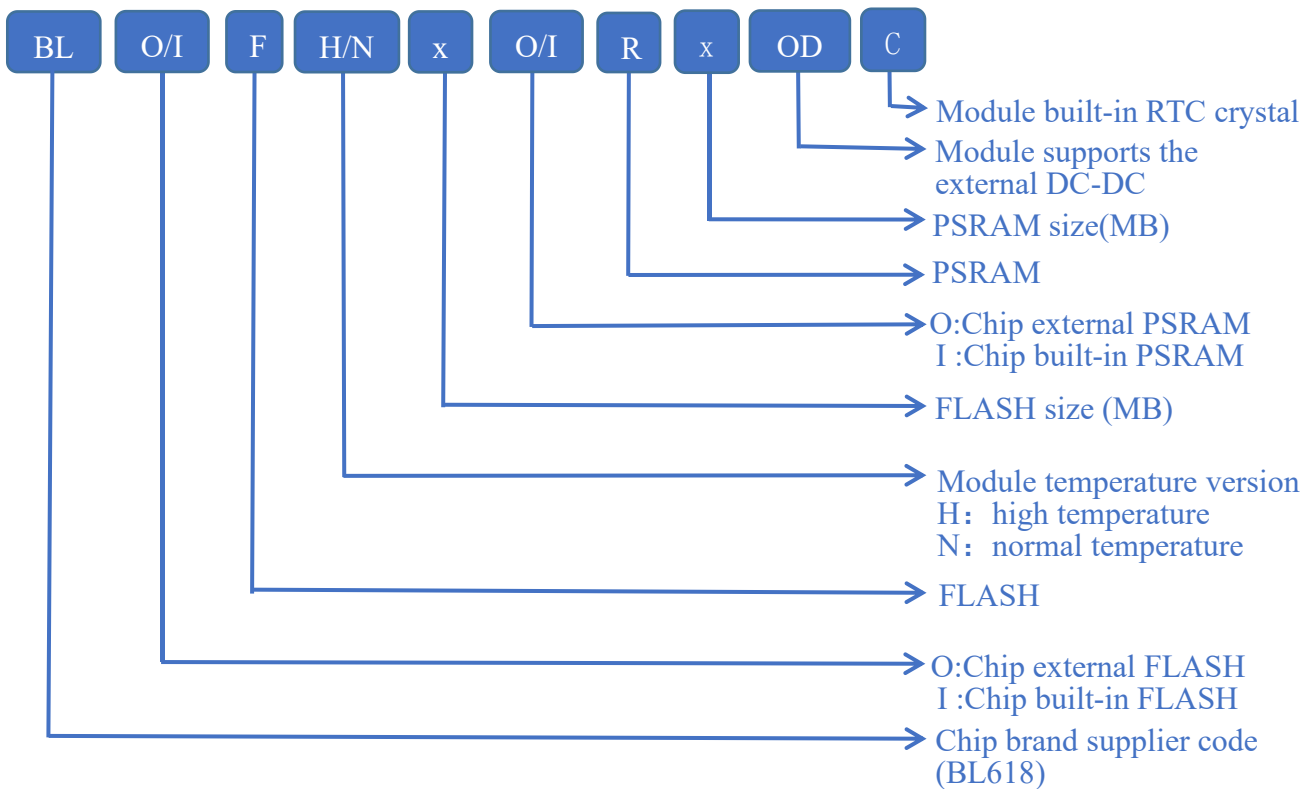 BL O/I F H/N x O/I R x OD C
Module built-in RTC crystal
Module supports the
external DC-DC
PSRAM size(MB)
PSRAM
O:Chip external PSRAM
I :Chip built-in PSRAM
FLASH size (MB)
Module temperature version
H：high temperature
N：normal temperature
FLASH
O:Chip external FLASH
I :Chip built-in FLASH
Chip brand supplier code
(BL618)